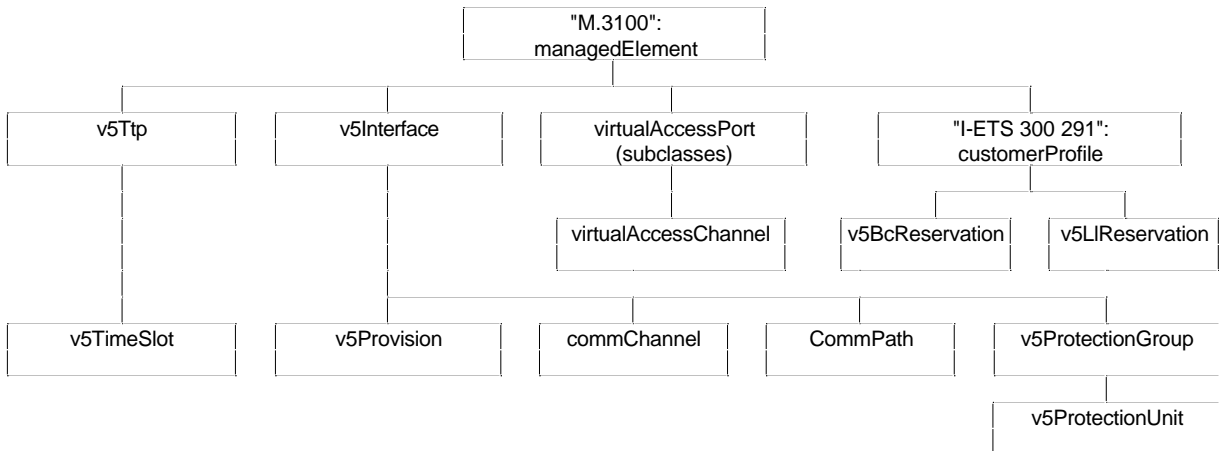 "M.3100":
managedElement
v5Ttp
v5Interface
virtualAccessPort
(subclasses)
"I-ETS 300 291":
customerProfile
virtualAccessChannel
v5BcReservation
v5LlReservation
v5TimeSlot
v5Provision
commChannel
CommPath
v5ProtectionGroup
v5ProtectionUnit